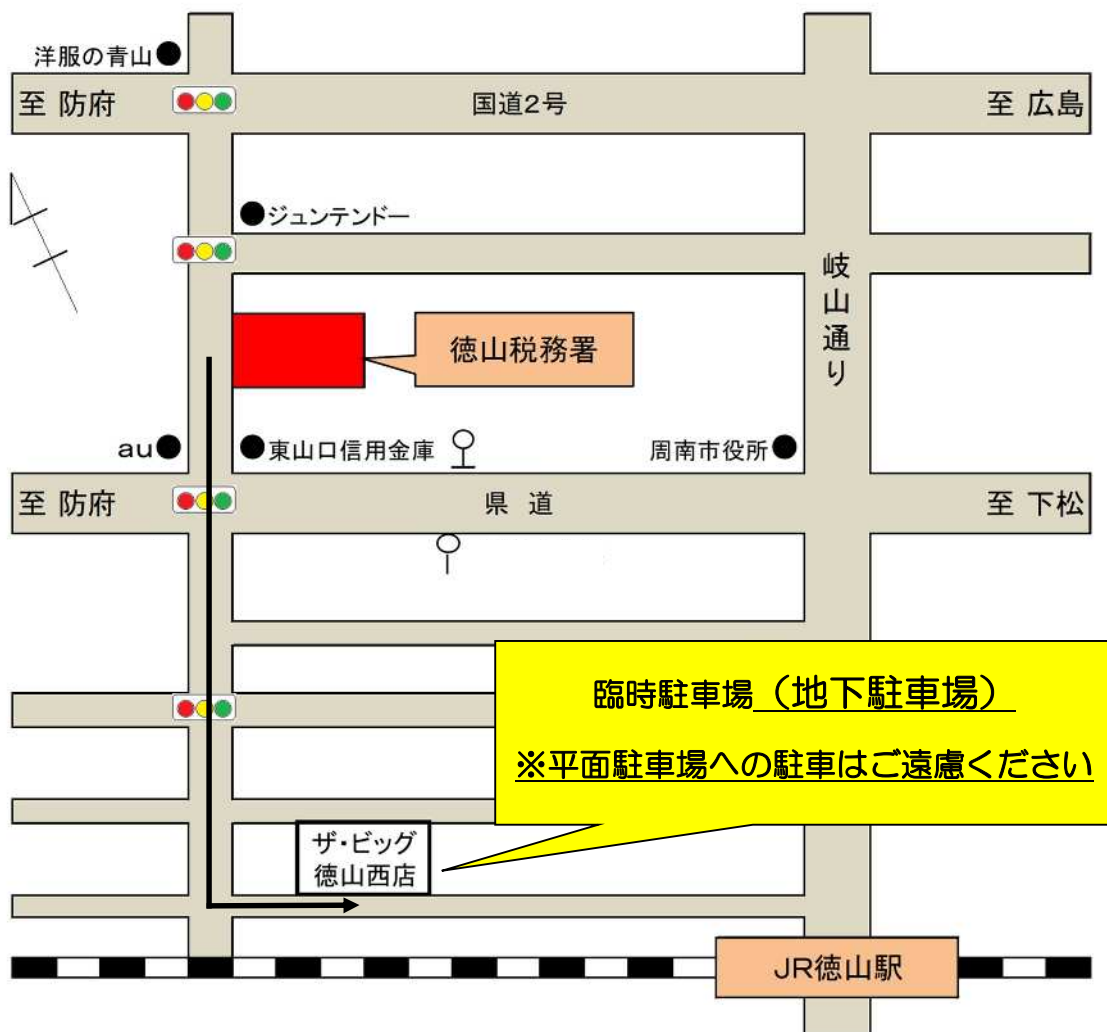 洋服の青山
至 防府
国道2号
至 広島
ジュンテンドー
岐山通り
徳山税務署
au
東山口信用金庫
周南市役所
至 防府
県 道
至 下松
臨時駐車場（地下駐車場）
※平面駐車場への駐車はご遠慮ください
ザ・ビッグ
徳山西店
JR徳山駅